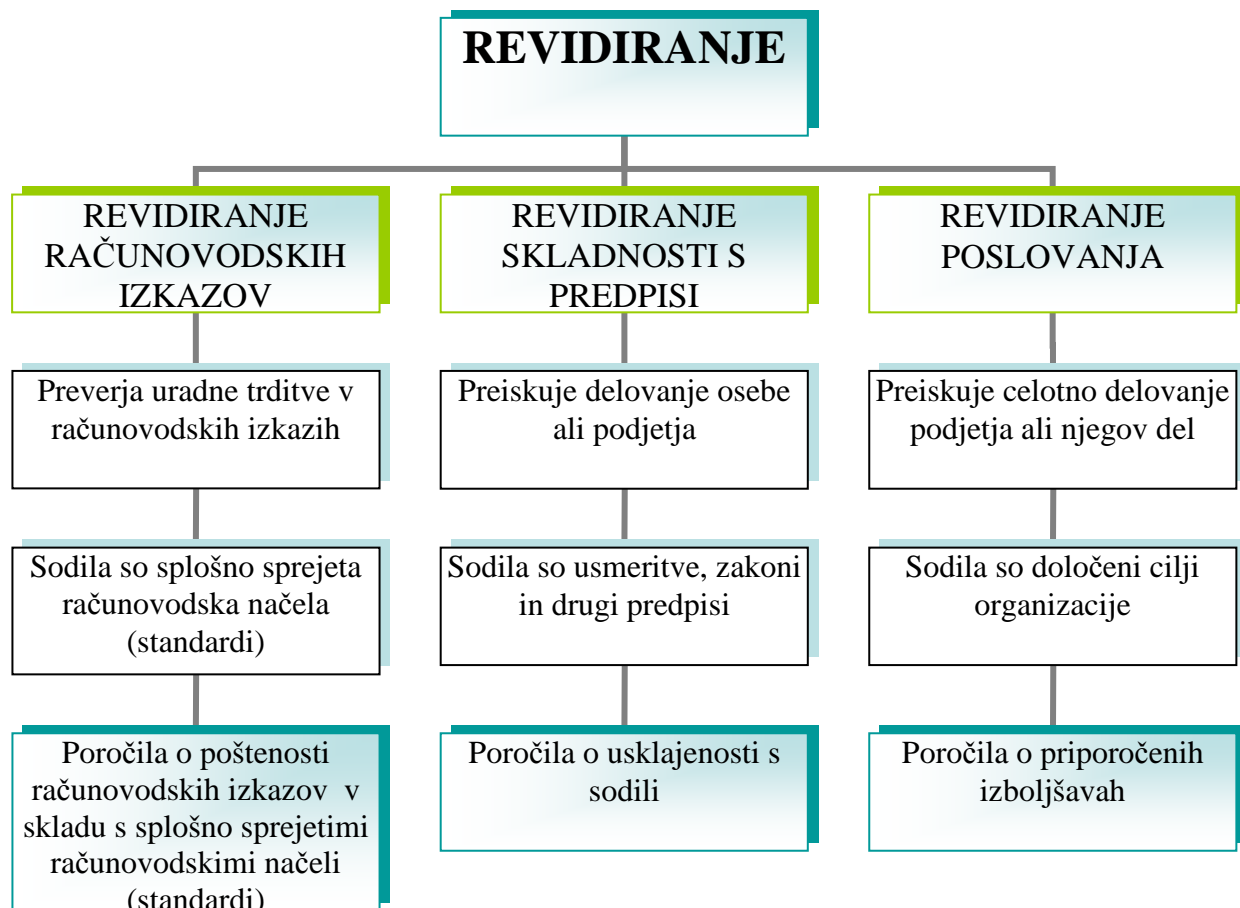 REVIDIRANJE
REVIDIRANJE
RAČUNOVODSKIH
IZKAZOV
Preverja uradne trditve v
računovodskih izkazih
Sodila so splošno sprejeta
računovodska načela
(standardi)
Poročila o poštenosti
računovodskih izkazov v
skladu s splošno sprejetimi
računovodskimi načeli
(standardi)
REVIDIRANJE
SKLADNOSTI S
PREDPISI
Preiskuje delovanje osebe
ali podjetja
Sodila so usmeritve, zakoni
in drugi predpisi
Poročila o usklajenosti s
sodili
REVIDIRANJE
POSLOVANJA
Preiskuje celotno delovanje
podjetja ali njegov del
Sodila so določeni cilji
organizacije
Poročila o priporočenih
izboljšavah